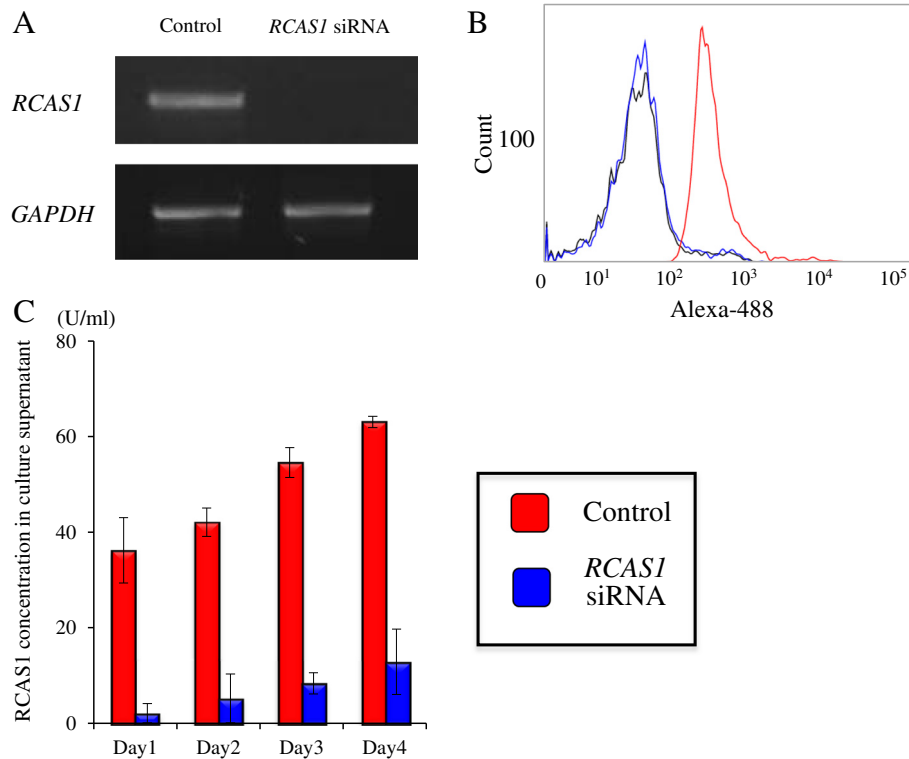 A
Control
RCAS1 siRNA
RCAS1
GAPDH
B
Count
100
0
10¹
10²
10³
10⁴
10⁵
Alexa-488
C
(U/ml)
RCAS1 concentration in culture supernatant
80
60
40
20
0
Day1
Day2
Day3
Day4
Control
RCAS1
siRNA